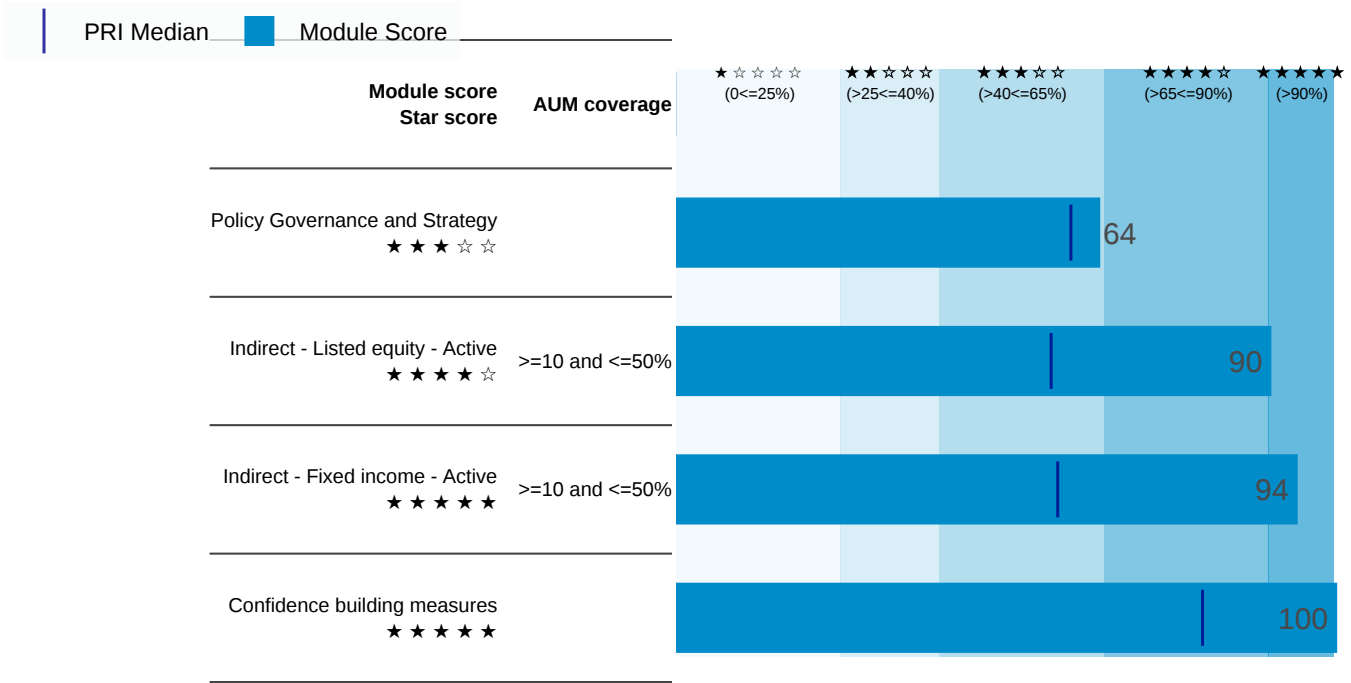 PRI Median
Module Score
Module score
Star score
AUM coverage
★ ☆ ☆ ☆ ☆
(0<=25%)
★ ★ ☆ ☆ ☆
(>25<=40%)
★ ★ ★ ☆ ☆
(>40<=65%)
★ ★ ★ ★ ☆
(>65<=90%)
★ ★ ★ ★ ★
(>90%)
Policy Governance and Strategy
★ ★ ★ ☆ ☆
64
Indirect - Listed equity - Active
★ ★ ★ ★ ☆
>=10 and <=50%
90
Indirect - Fixed income - Active
★ ★ ★ ★ ★
>=10 and <=50%
94
Confidence building measures
★ ★ ★ ★ ★
100